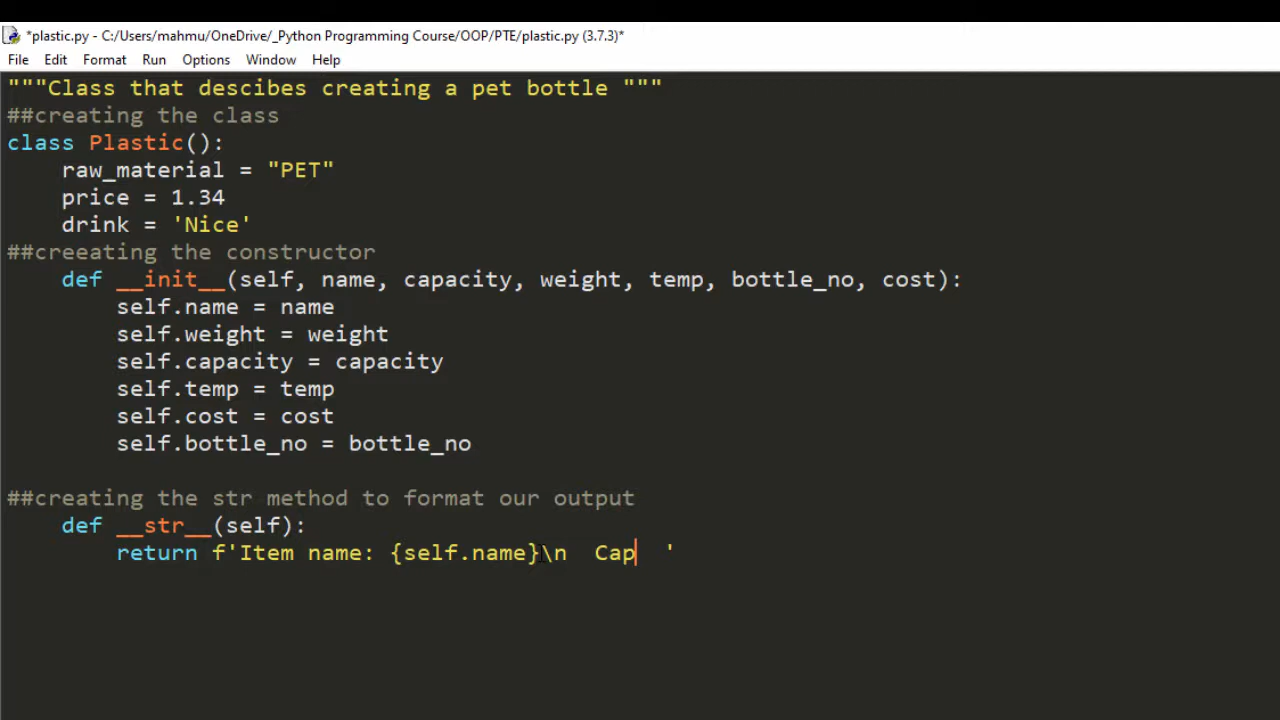 *plastic.py - C:/Users/mahmu/OneDrive/_Python Programming Course/OOP/PTE/plastic.py (3.7.3)*
File Edit Format Run Options Window Help
"""Class that descibes creating a pet bottle """
##creating the class
class Plastic():
    raw_material = "PET"
    price = 1.34
    drink = 'Nice'
##creeating the constructor
    def __init__(self, name, capacity, weight, temp, bottle_no, cost):
        self.name = name
        self.weight = weight
        self.capacity = capacity
        self.temp = temp
        self.cost = cost
        self.bottle_no = bottle_no
##creating the str method to format our output
    def __str__(self):
        return f'Item name: {self.name}\n  Cap  '